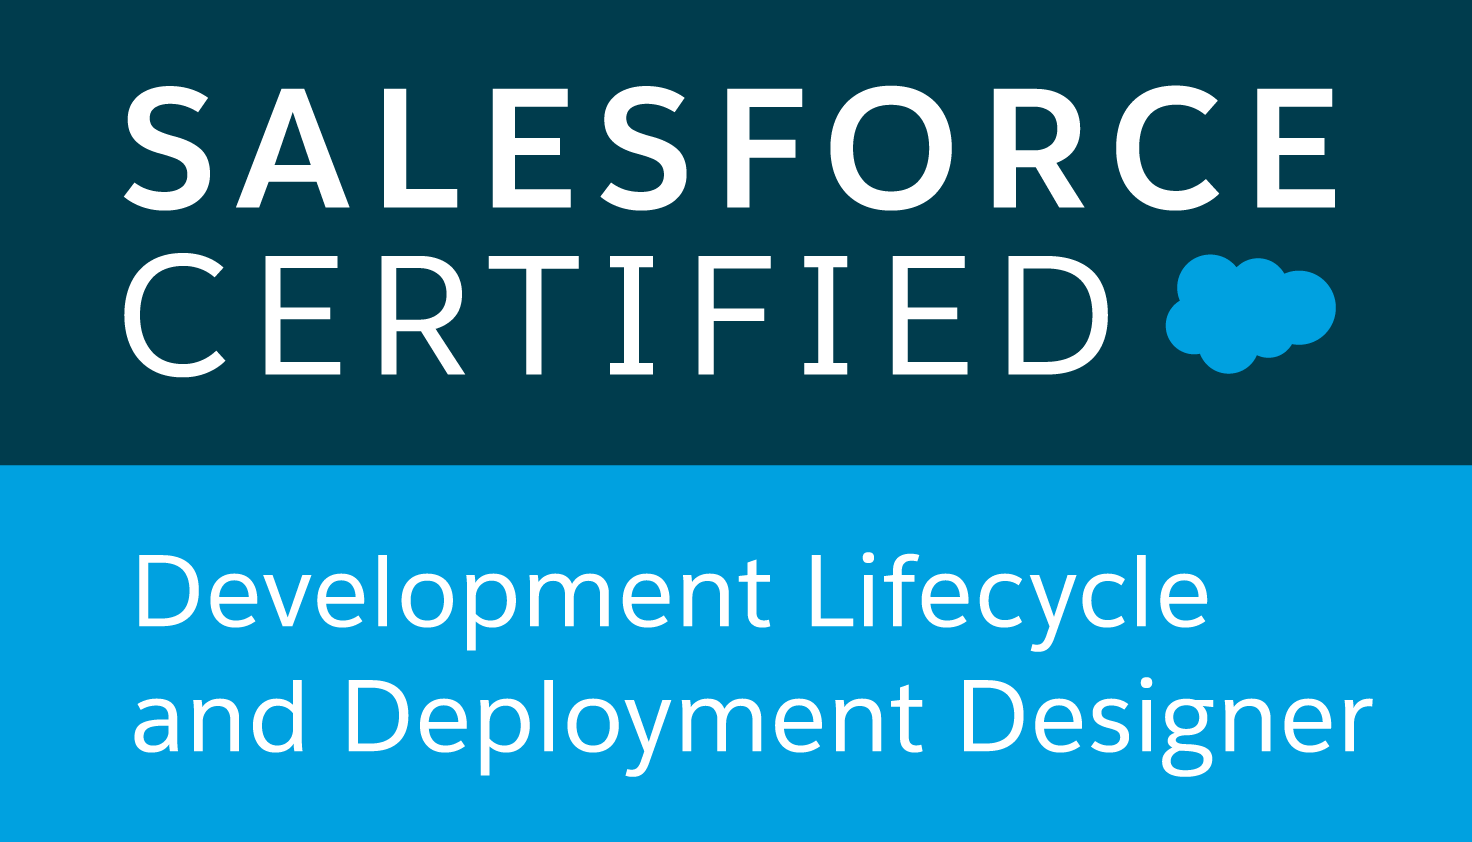 SALESFORCE
CERTIFIED
Development Lifecycle
and Deployment Designer